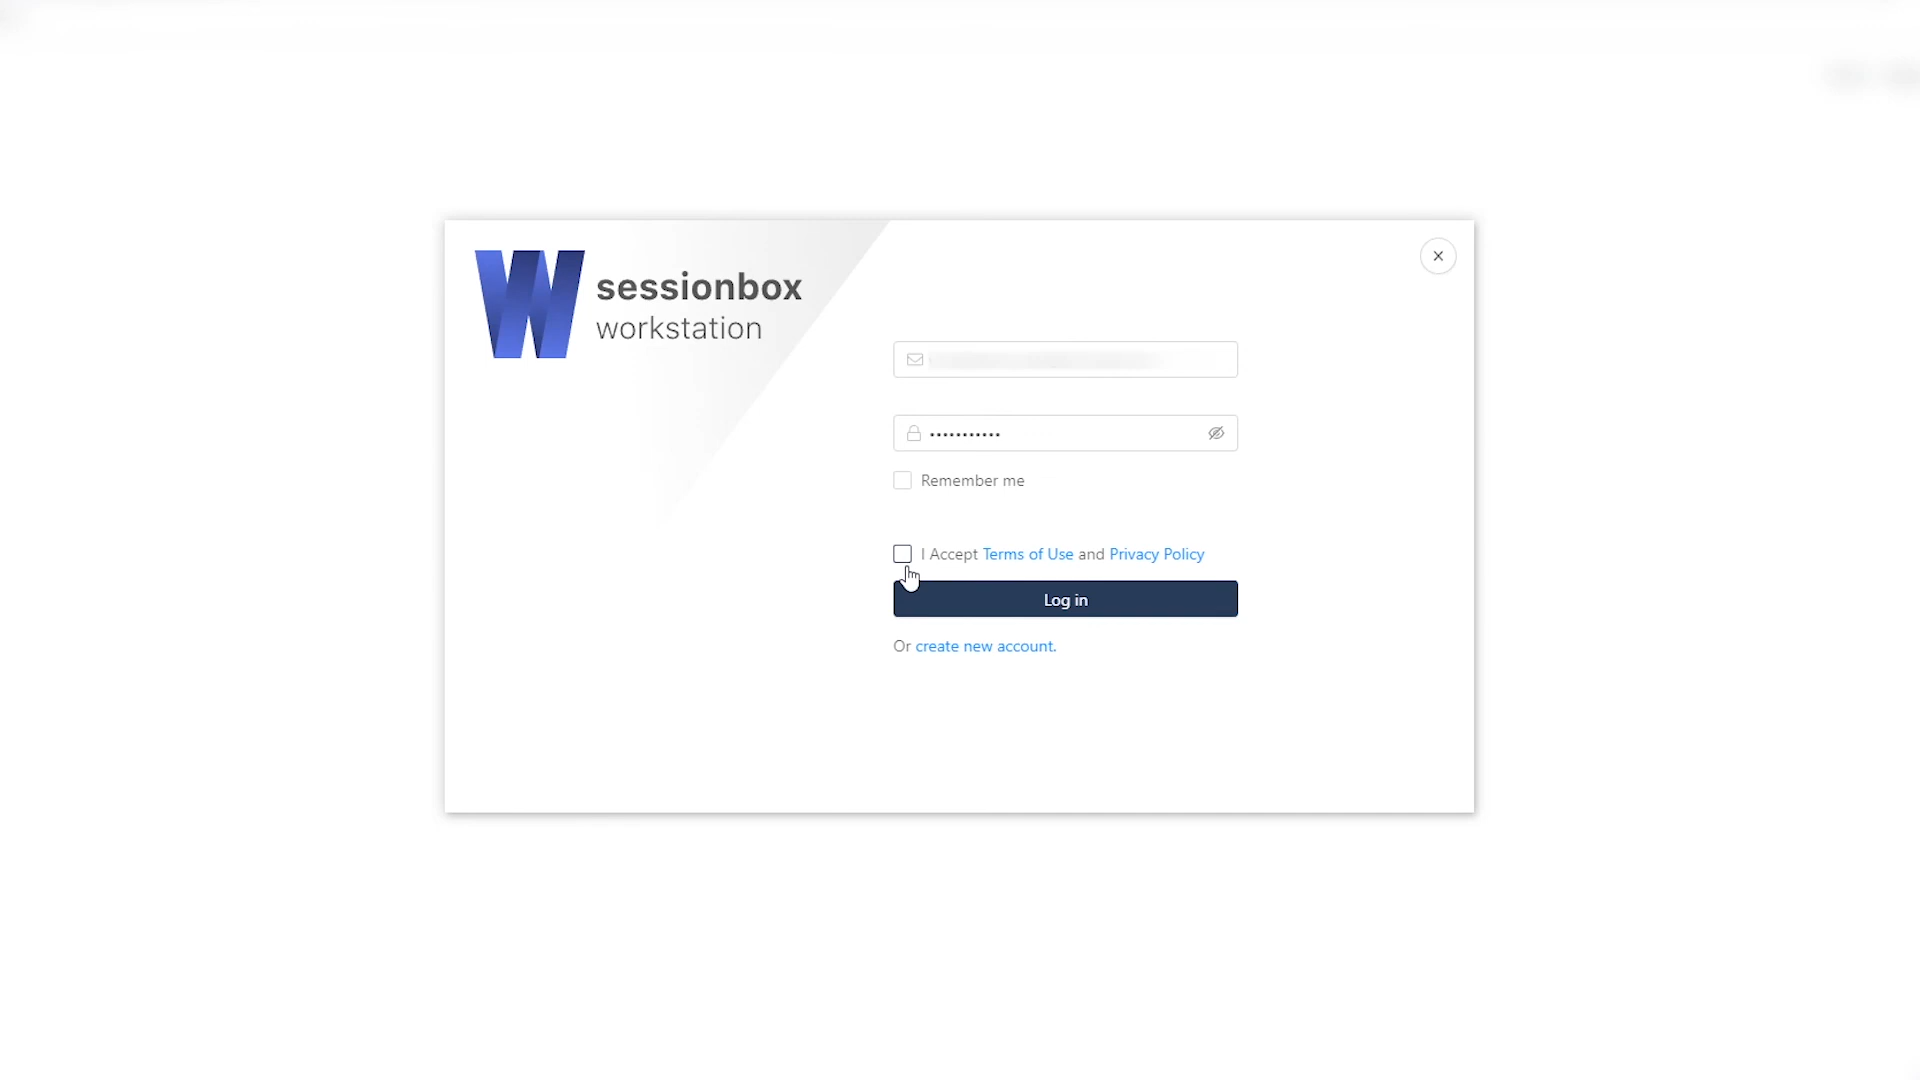 sessionbox
workstation
•••••••••••
Remember me
I Accept Terms of Use and Privacy Policy
Log in
Or create new account.